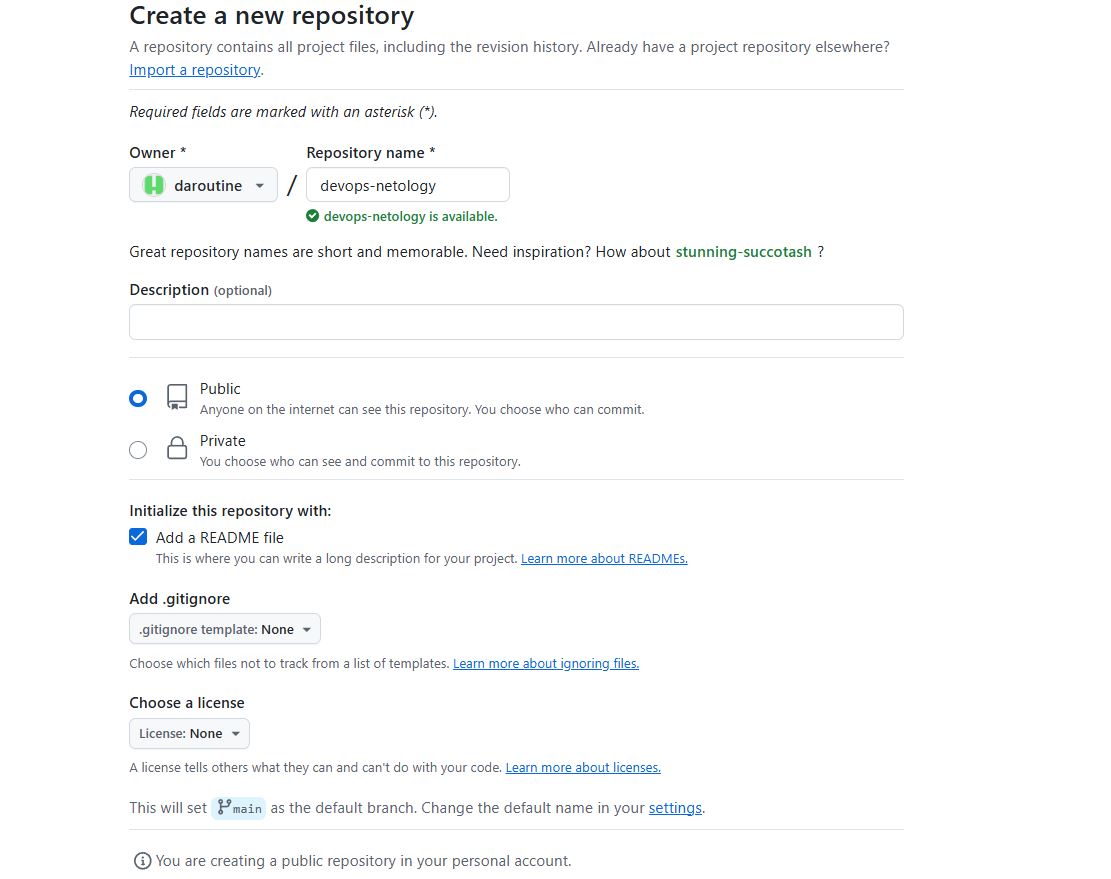 Create a new repository
A repository contains all project files, including the revision history. Already have a project repository elsewhere?
Import a repository.
Required fields are marked with an asterisk (*).
Owner * Repository name *
daroutine / devops-netology
devops-netology is available.
Great repository names are short and memorable. Need inspiration? How about stunning-succotash ?
Description (optional)
Public
Anyone on the internet can see this repository. You choose who can commit.
Private
You choose who can see and commit to this repository.
Initialize this repository with:
Add a README file
This is where you can write a long description for your project. Learn more about READMEs.
Add .gitignore
.gitignore template: None
Choose which files not to track from a list of templates. Learn more about ignoring files.
Choose a license
License: None
A license tells others what they can and can't do with your code. Learn more about licenses.
This will set main as the default branch. Change the default name in your settings.
You are creating a public repository in your personal account.